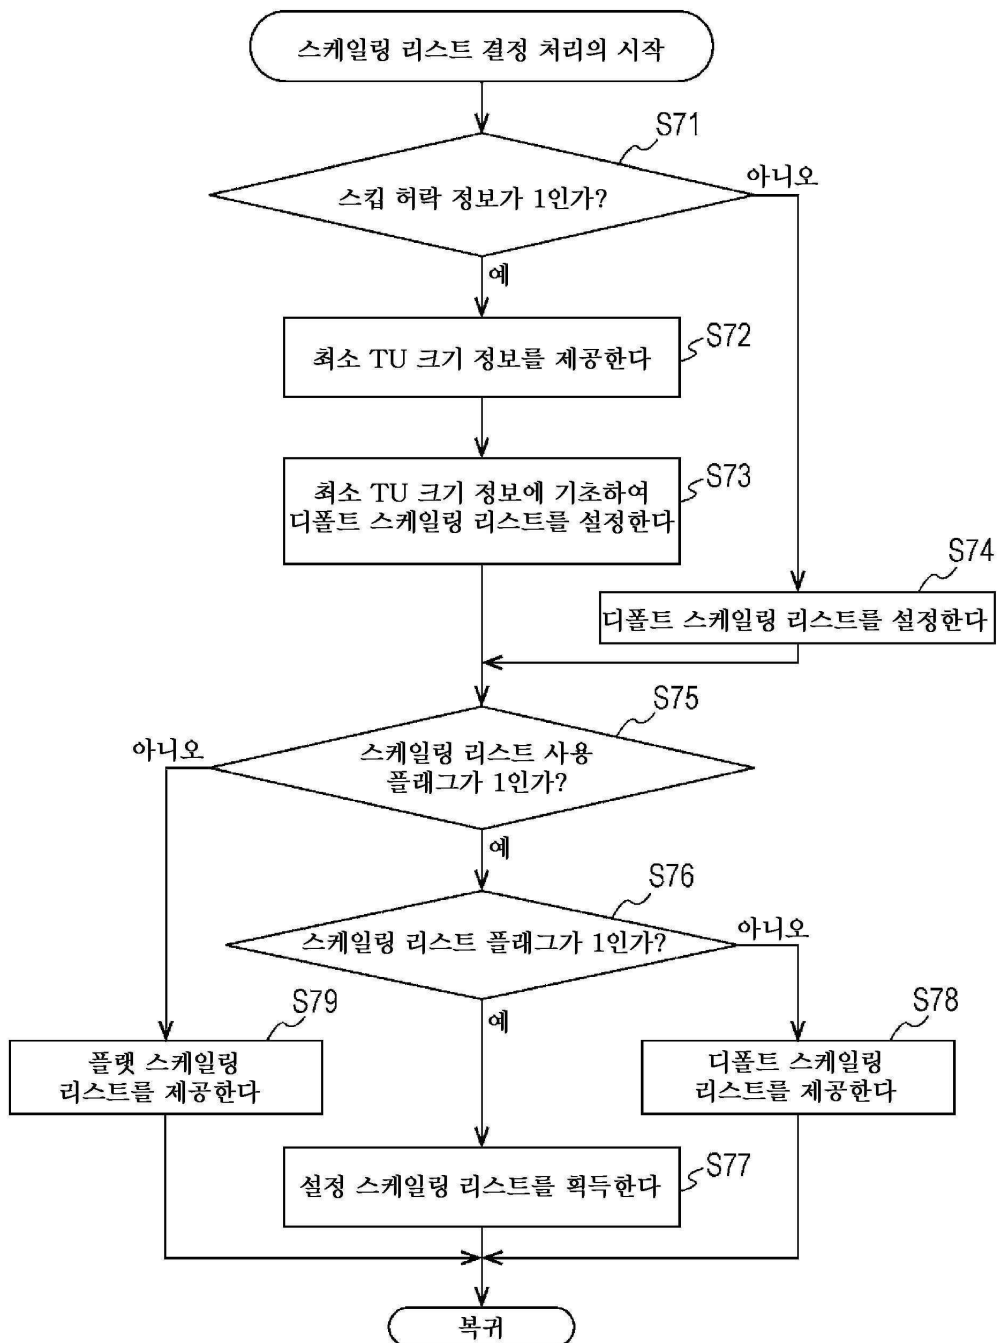 스케일링 리스트 결정 처리의 시작
S71
스킵 허락 정보가 1인가?
아니오
예
최소 TU 크기 정보를 제공한다
S72
최소 TU 크기 정보에 기초하여
디폴트 스케일링 리스트를 설정한다
S73
S74
디폴트 스케일링 리스트를 설정한다
S75
아니오
스케일링 리스트 사용
플래그가 1인가?
예
S76
스케일링 리스트 플래그가 1인가?
아니오
예
S79
플랫 스케일링
리스트를 제공한다
S78
디폴트 스케일링
리스트를 제공한다
설정 스케일링 리스트를 획득한다
S77
복귀